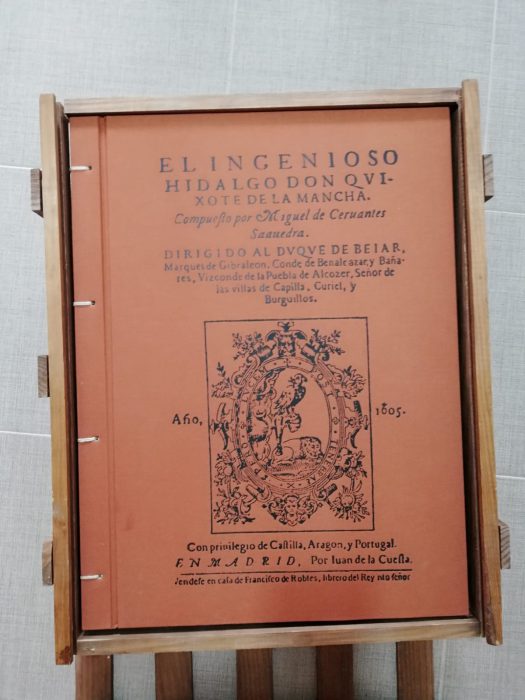 EL INGENIOSO
HIDALGO DON QVI-
XOTE DE LA MANCHA.
Compuesto por Miguel de Ceruantes
Saauedra.
DIRIGIDO AL DVQVE DE BEIAR,
Marques de Gibraleon, Conde de Benalcaçar, y Baña-
res, Vizconde de la Puebla de Alcozer, Señor de
las villas de Capilla, Curiel, y
Burguillos.
Año, 1605.
Con priuilegio de Castilla, Aragon, y Portugal.
EN MADRID, Por Iuan de la Cuesta.
Vendese en casa de Francisco de Robles, librero del Rey nro señor